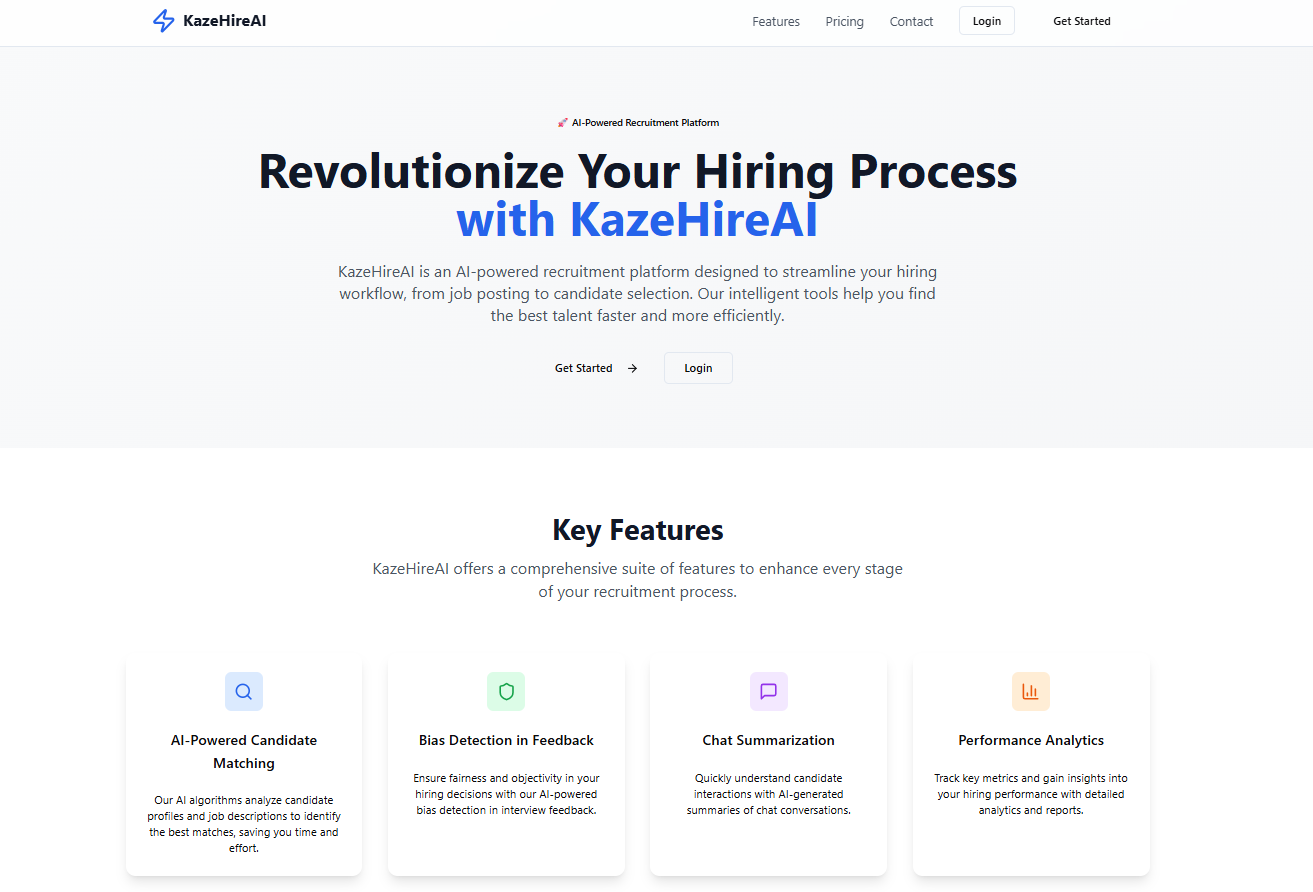 KazeHireAI
Features
Pricing
Contact
Login
Get Started
🚀 AI-Powered Recruitment Platform
Revolutionize Your Hiring Process
with KazeHireAI
KazeHireAI is an AI-powered recruitment platform designed to streamline your hiring
workflow, from job posting to candidate selection. Our intelligent tools help you find
the best talent faster and more efficiently.
Get Started →
Login
Key Features
KazeHireAI offers a comprehensive suite of features to enhance every stage
of your recruitment process.
AI-Powered Candidate
Matching
Our AI algorithms analyze candidate
profiles and job descriptions to identify
the best matches, saving you time and
effort.
Bias Detection in Feedback
Ensure fairness and objectivity in your
hiring decisions with our AI-powered
bias detection in interview feedback.
Chat Summarization
Quickly understand candidate
interactions with AI-generated
summaries of chat conversations.
Performance Analytics
Track key metrics and gain insights into
your hiring performance with detailed
analytics and reports.